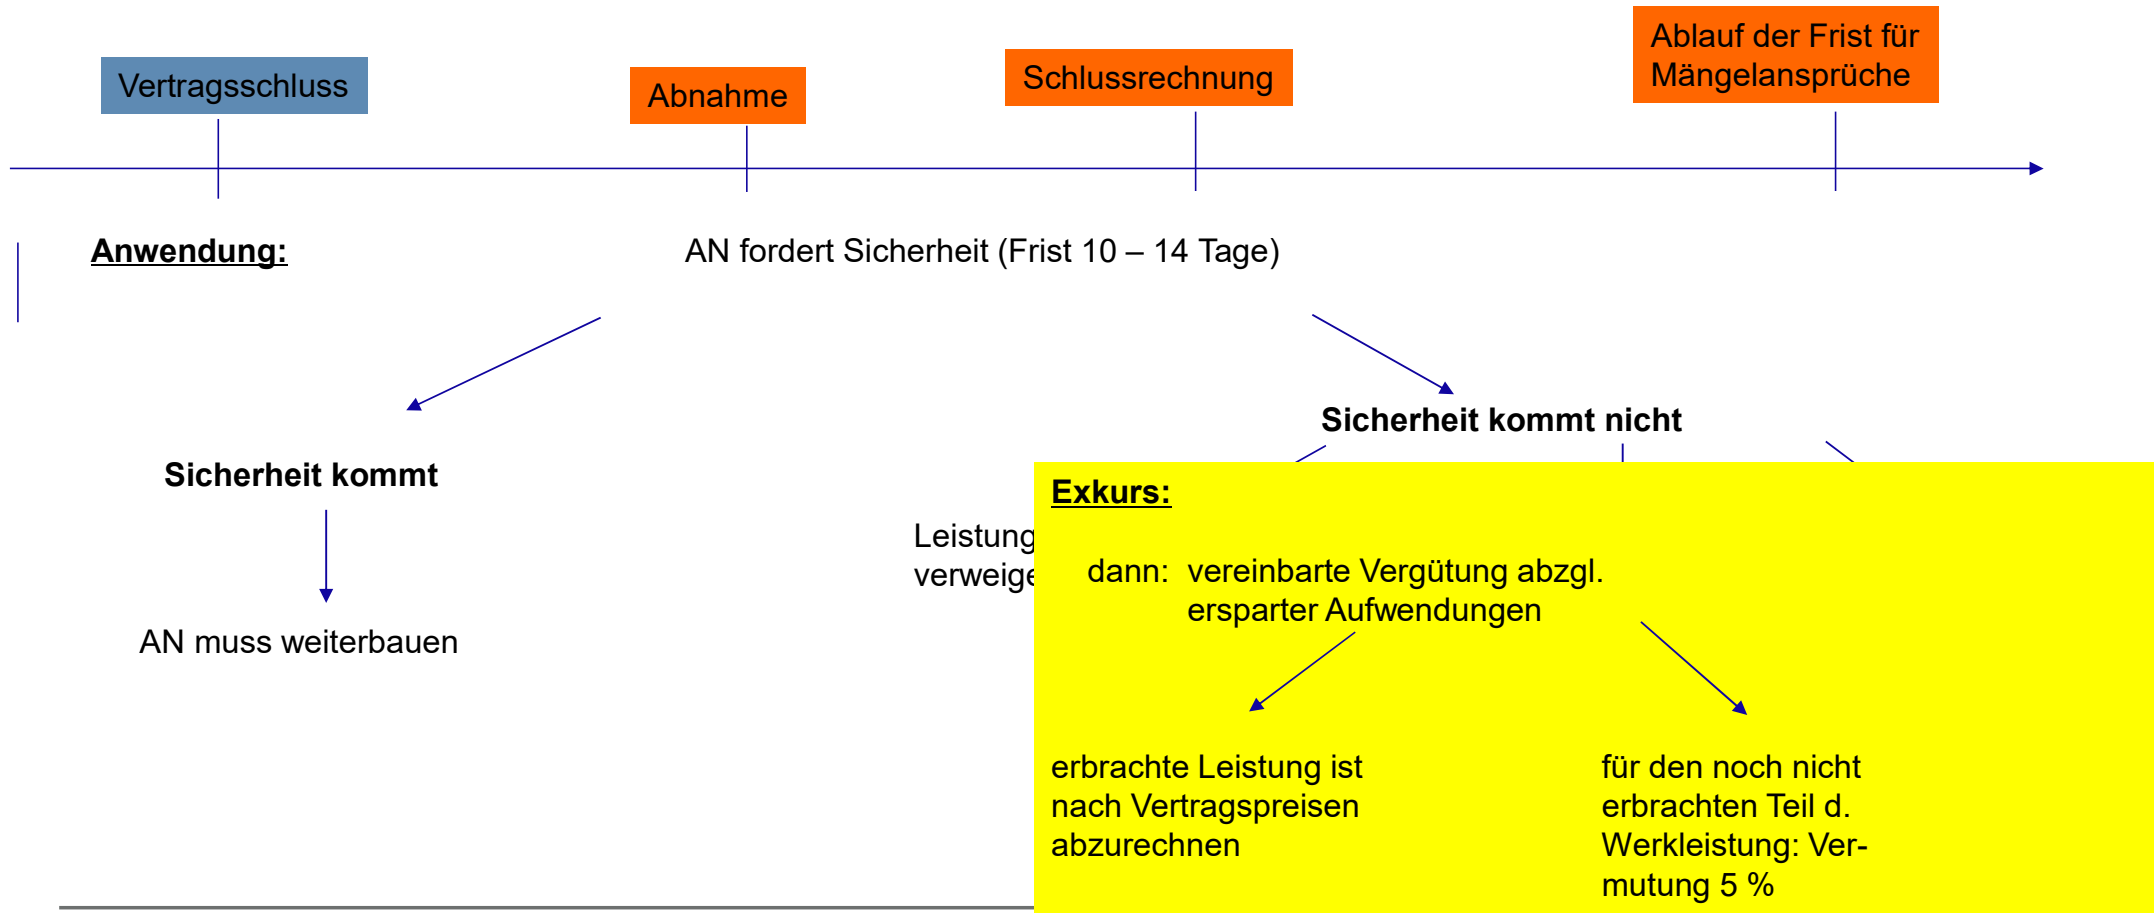 Vertragsschluss
Abnahme
Schlussrechnung
Ablauf der Frist für
Mängelansprüche
Anwendung:
AN fordert Sicherheit (Frist 10 – 14 Tage)
Sicherheit kommt nicht
Sicherheit kommt
AN muss weiterbauen
Leistung
verweige
Exkurs:
dann: vereinbarte Vergütung abzgl.
ersparter Aufwendungen
erbrachte Leistung ist
nach Vertragspreisen
abzurechnen
für den noch nicht
erbrachten Teil d.
Werkleistung: Ver-
mutung 5 %